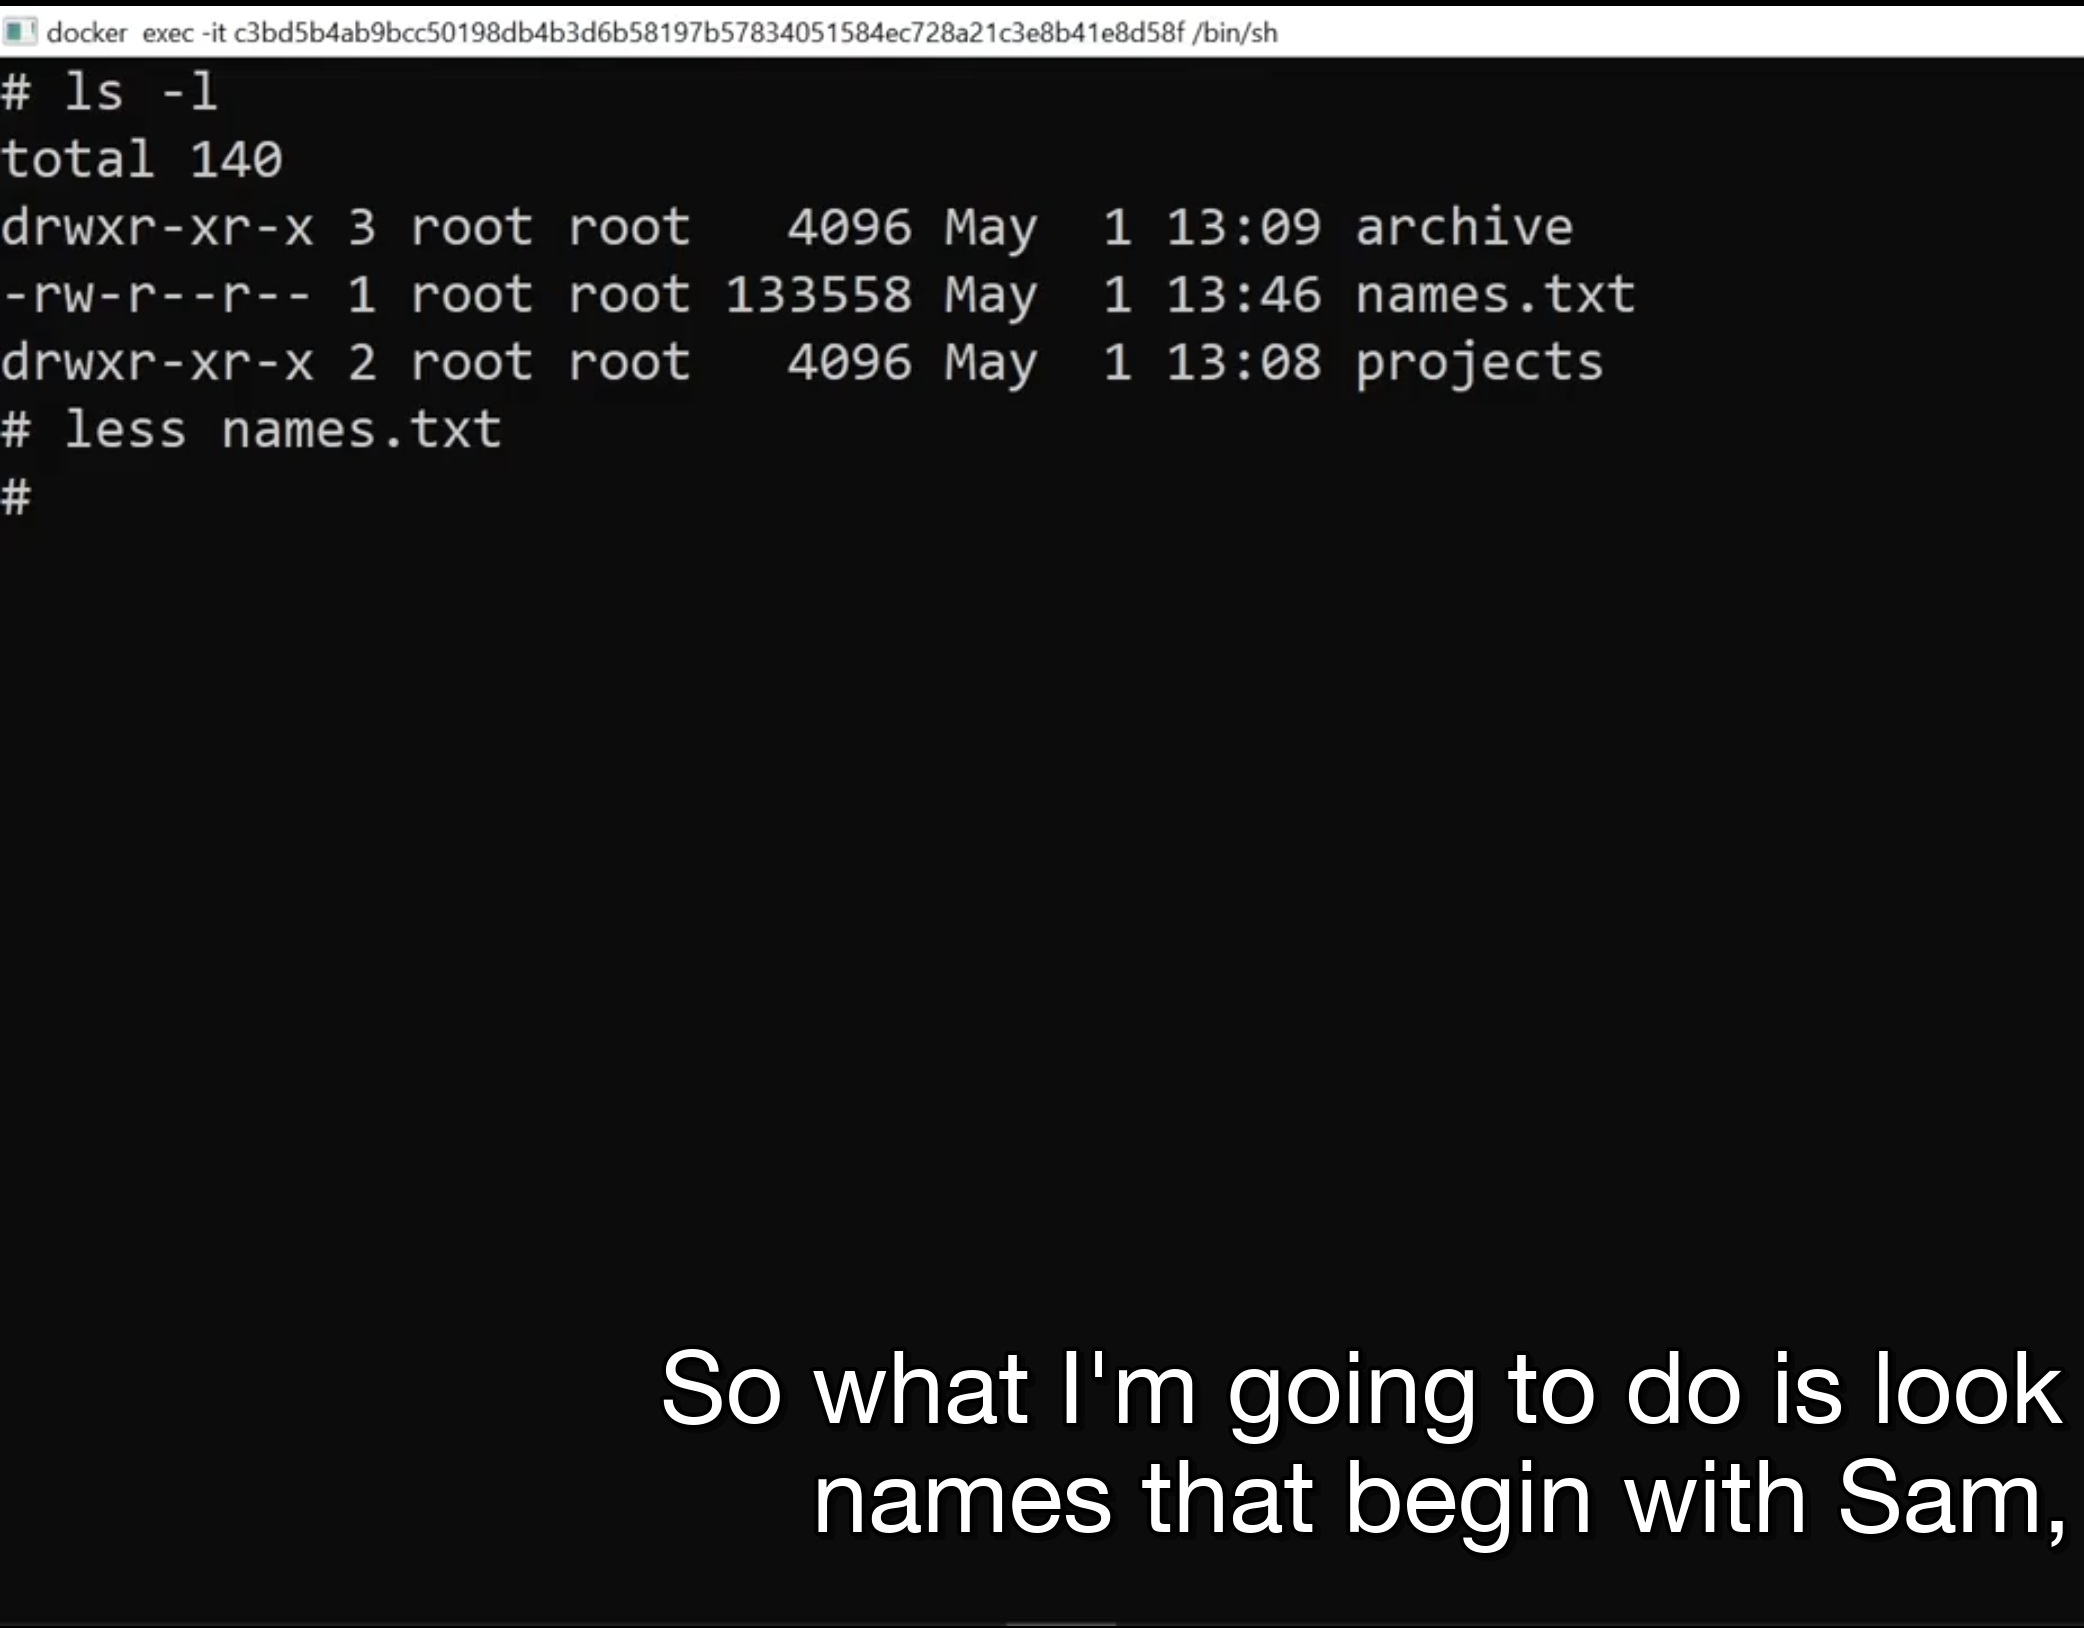 docker  exec -it c3bd5b4ab9bcc50198db4b3d6b58197b57834051584ec728a21c3e8b41e8d58f /bin/sh
# ls -l
total 140
drwxr-xr-x 3 root root   4096 May  1 13:09 archive
-rw-r--r-- 1 root root 133558 May  1 13:46 names.txt
drwxr-xr-x 2 root root   4096 May  1 13:08 projects
# less names.txt
#
So what I'm going to do is look
names that begin with Sam,